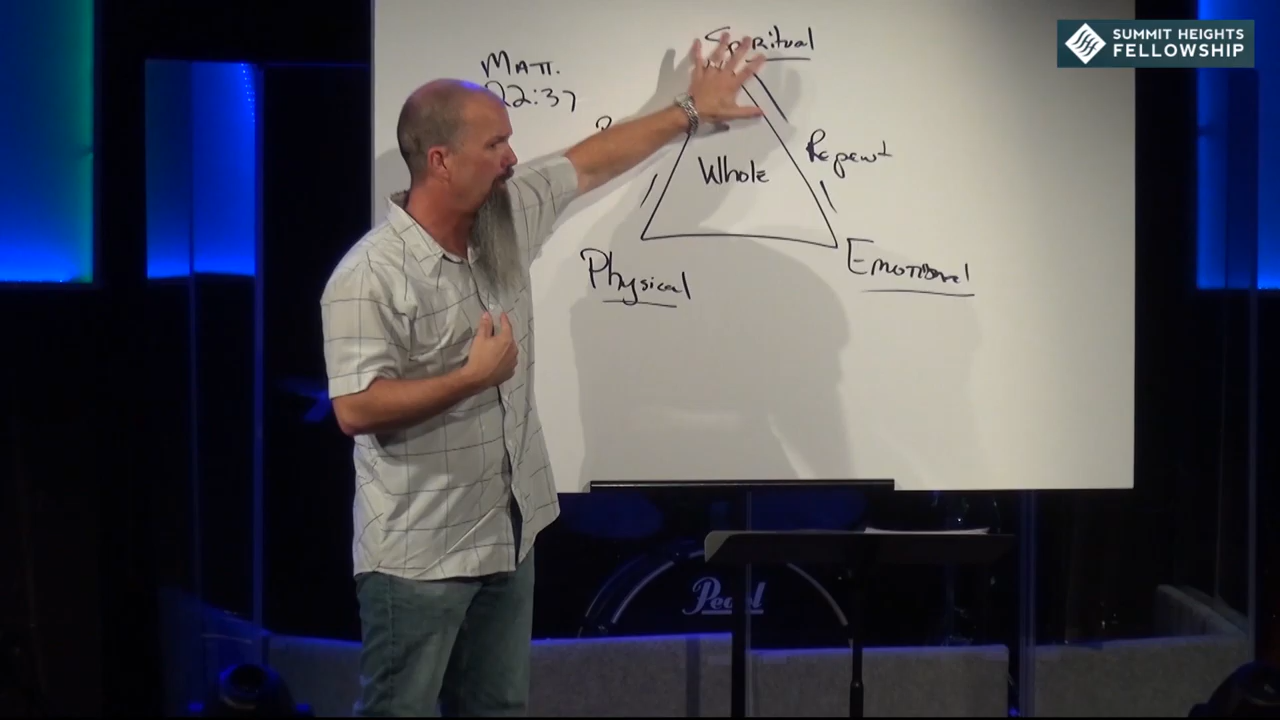 SUMMIT HEIGHTS
FELLOWSHIP
Spiritual
MATT.
22:37
Repent
Whole
Physical
EMOTIONAL
Pearl